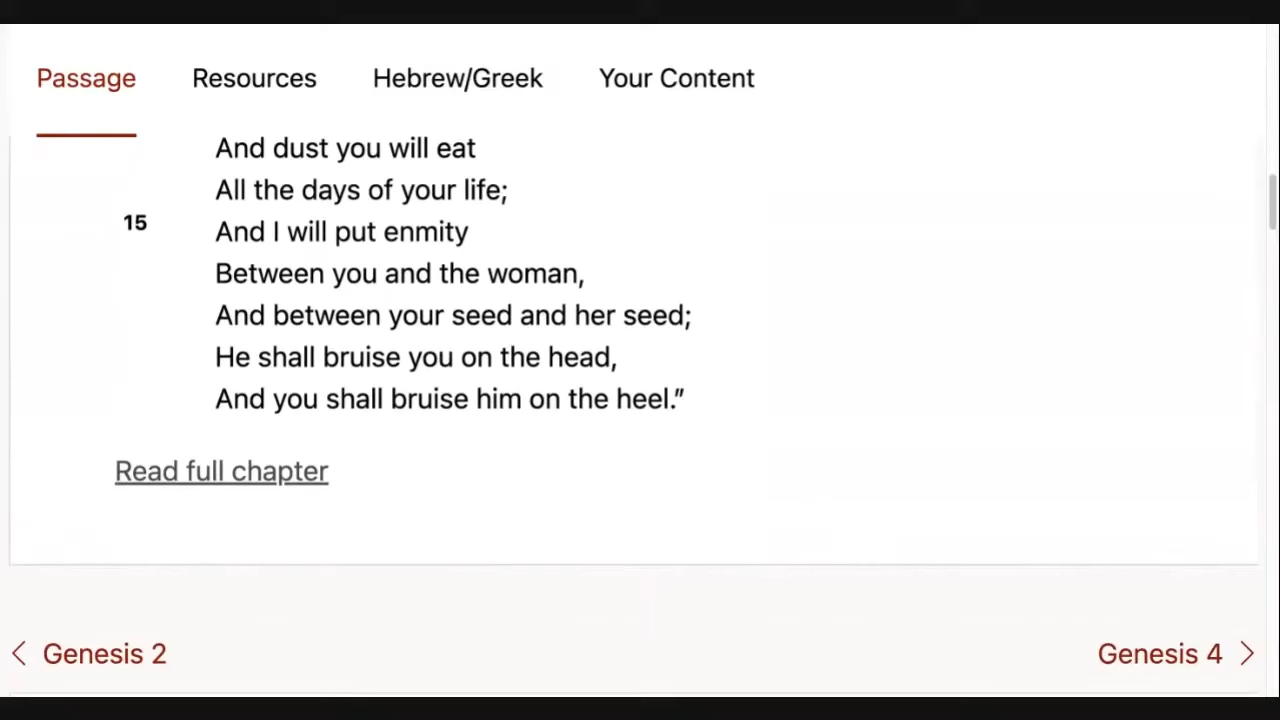 Passage Resources Hebrew/Greek Your Content
And dust you will eat
All the days of your life;
15 And I will put enmity
Between you and the woman,
And between your seed and her seed;
He shall bruise you on the head,
And you shall bruise him on the heel.”
Read full chapter
Genesis 2 Genesis 4